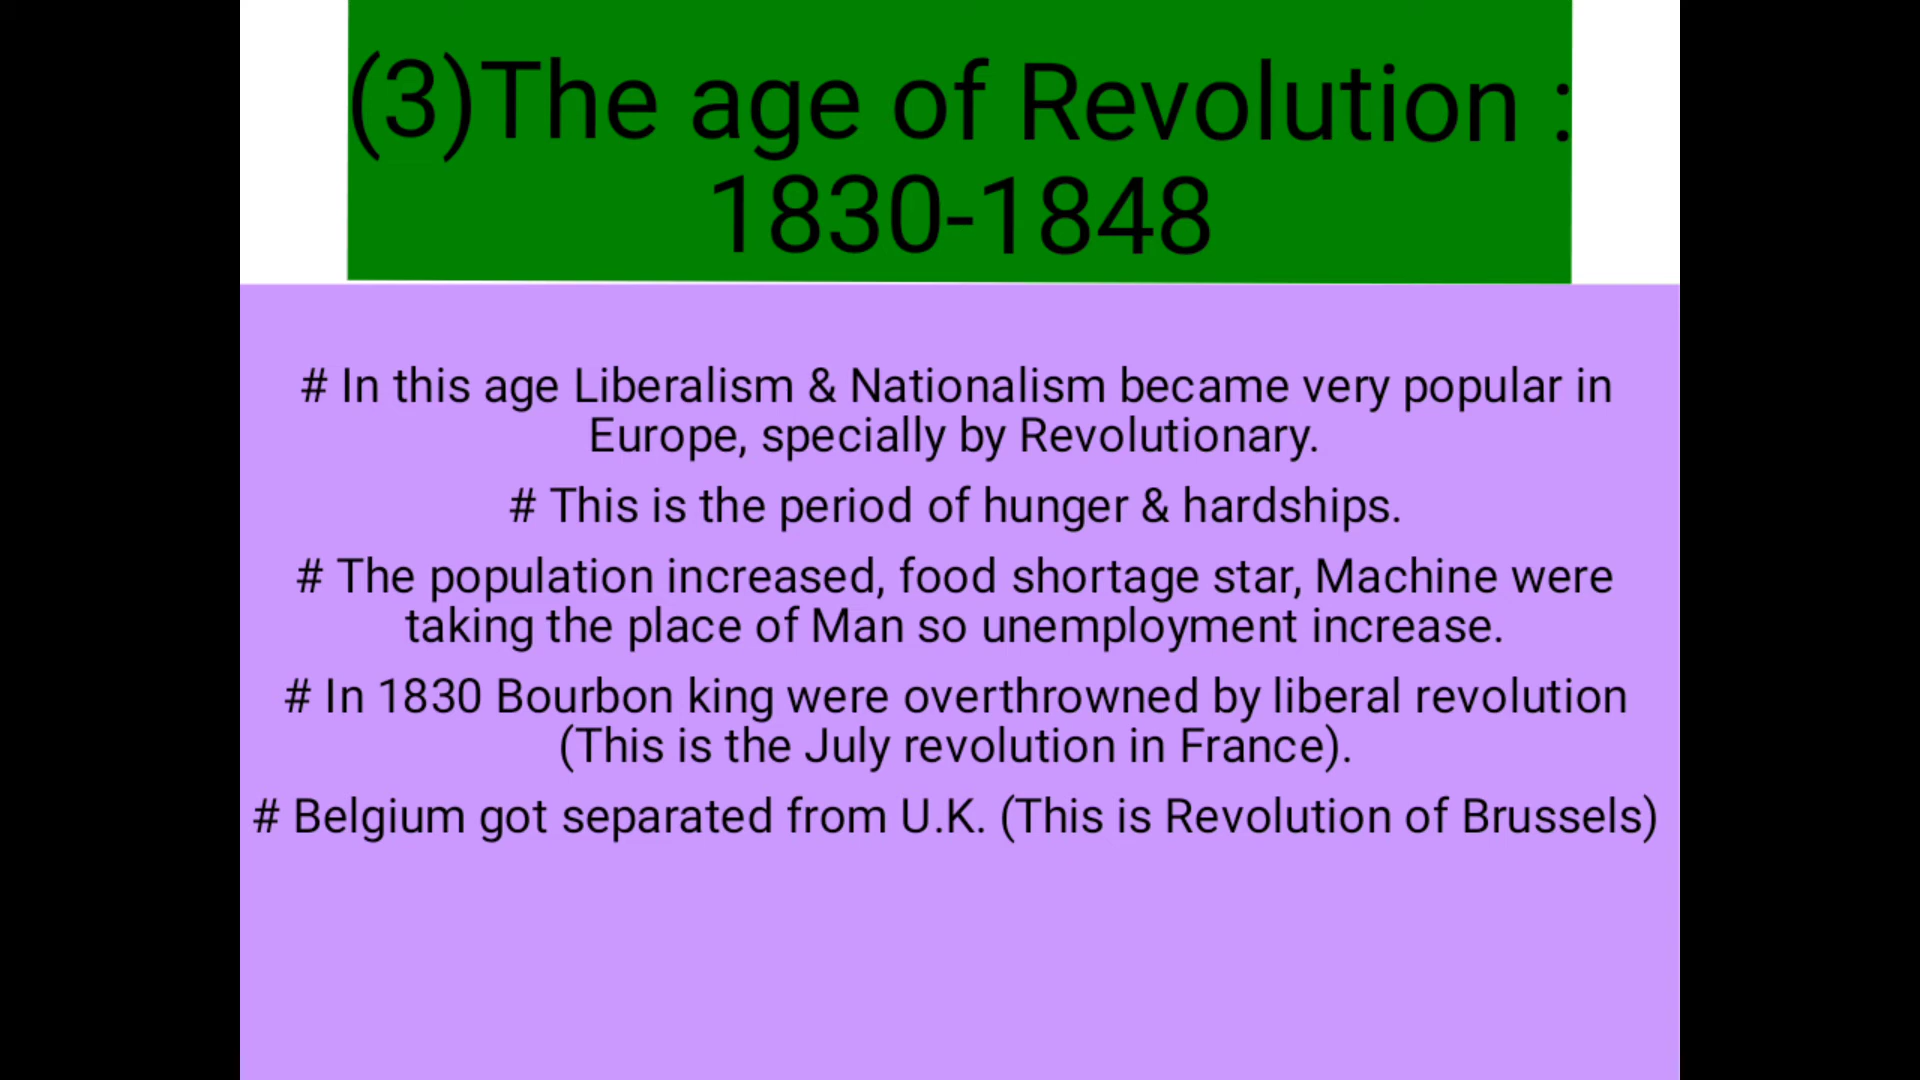 (3)The age of Revolution :
1830-1848
# In this age Liberalism & Nationalism became very popular in
Europe, specially by Revolutionary.
# This is the period of hunger & hardships.
# The population increased, food shortage star, Machine were
taking the place of Man so unemployment increase.
# In 1830 Bourbon king were overthrowned by liberal revolution
(This is the July revolution in France).
# Belgium got separated from U.K. (This is Revolution of Brussels)